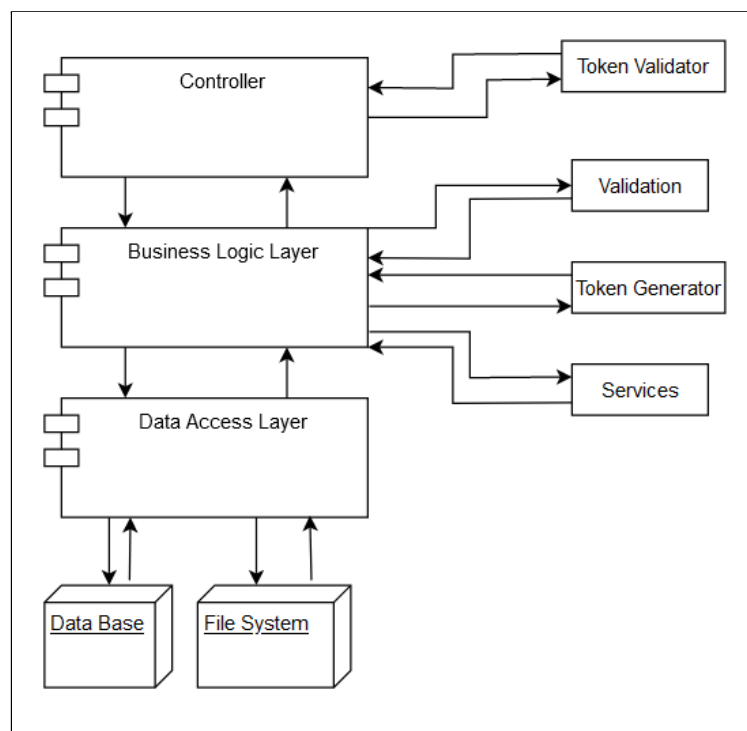 Controller
Token Validator
Validation
Business Logic Layer
Token Generator
Services
Data Access Layer
Data Base
File System